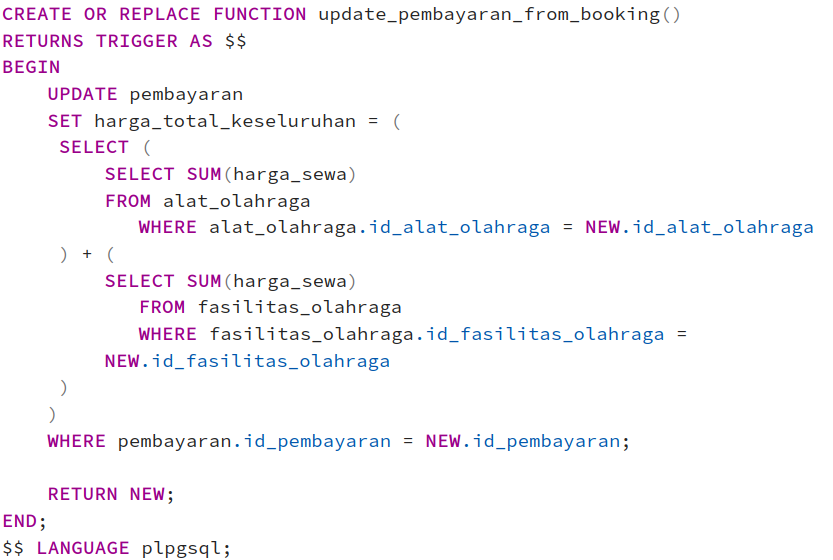 CREATE OR REPLACE FUNCTION update_pembayaran_from_booking()
RETURNS TRIGGER AS $$
BEGIN
    UPDATE pembayaran
    SET harga_total_keseluruhan = (
     SELECT (
         SELECT SUM(harga_sewa)
         FROM alat_olahraga
            WHERE alat_olahraga.id_alat_olahraga = NEW.id_alat_olahraga
     ) + (
         SELECT SUM(harga_sewa)
            FROM fasilitas_olahraga
            WHERE fasilitas_olahraga.id_fasilitas_olahraga =
         NEW.id_fasilitas_olahraga
     )
    )
    WHERE pembayaran.id_pembayaran = NEW.id_pembayaran;

    RETURN NEW;
END;
$$ LANGUAGE plpgsql;